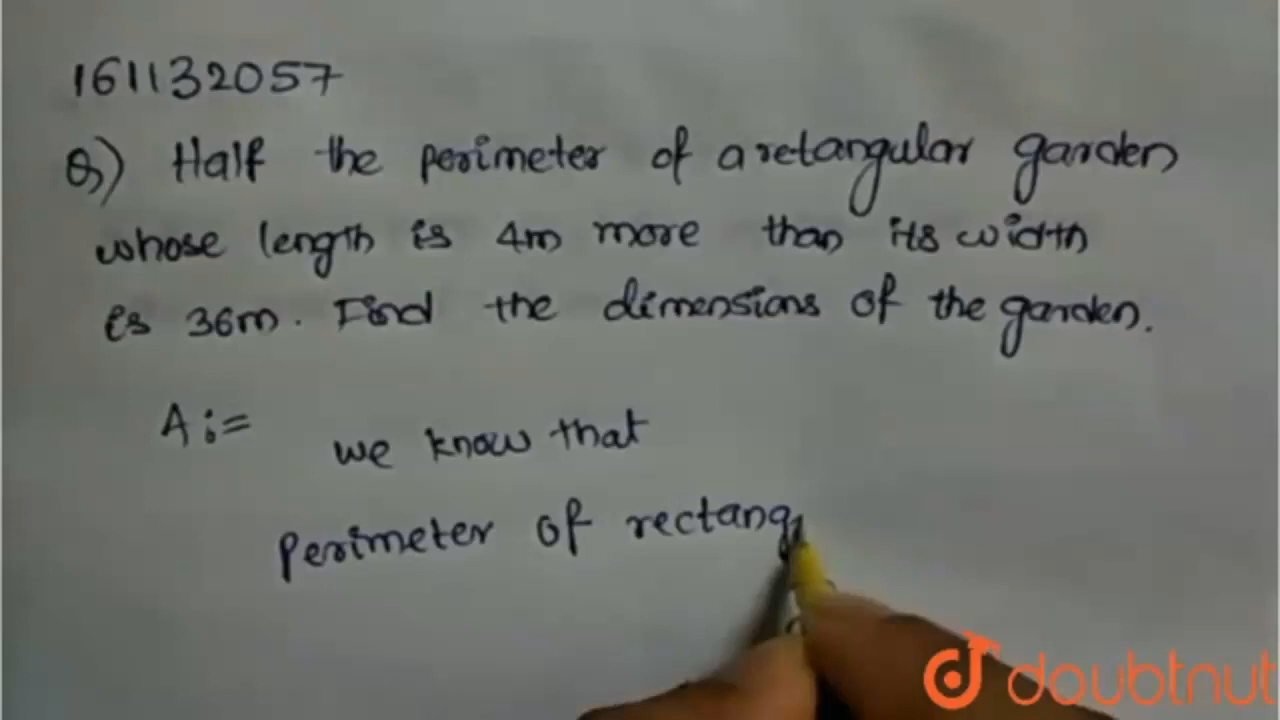 161132057
Q) Half the perimeter of a retangular garden
whose length is 4m more than its width
is 36m. Find the dimensions of the garden.
A:=
we know that
perimeter of rectang
doubtnut